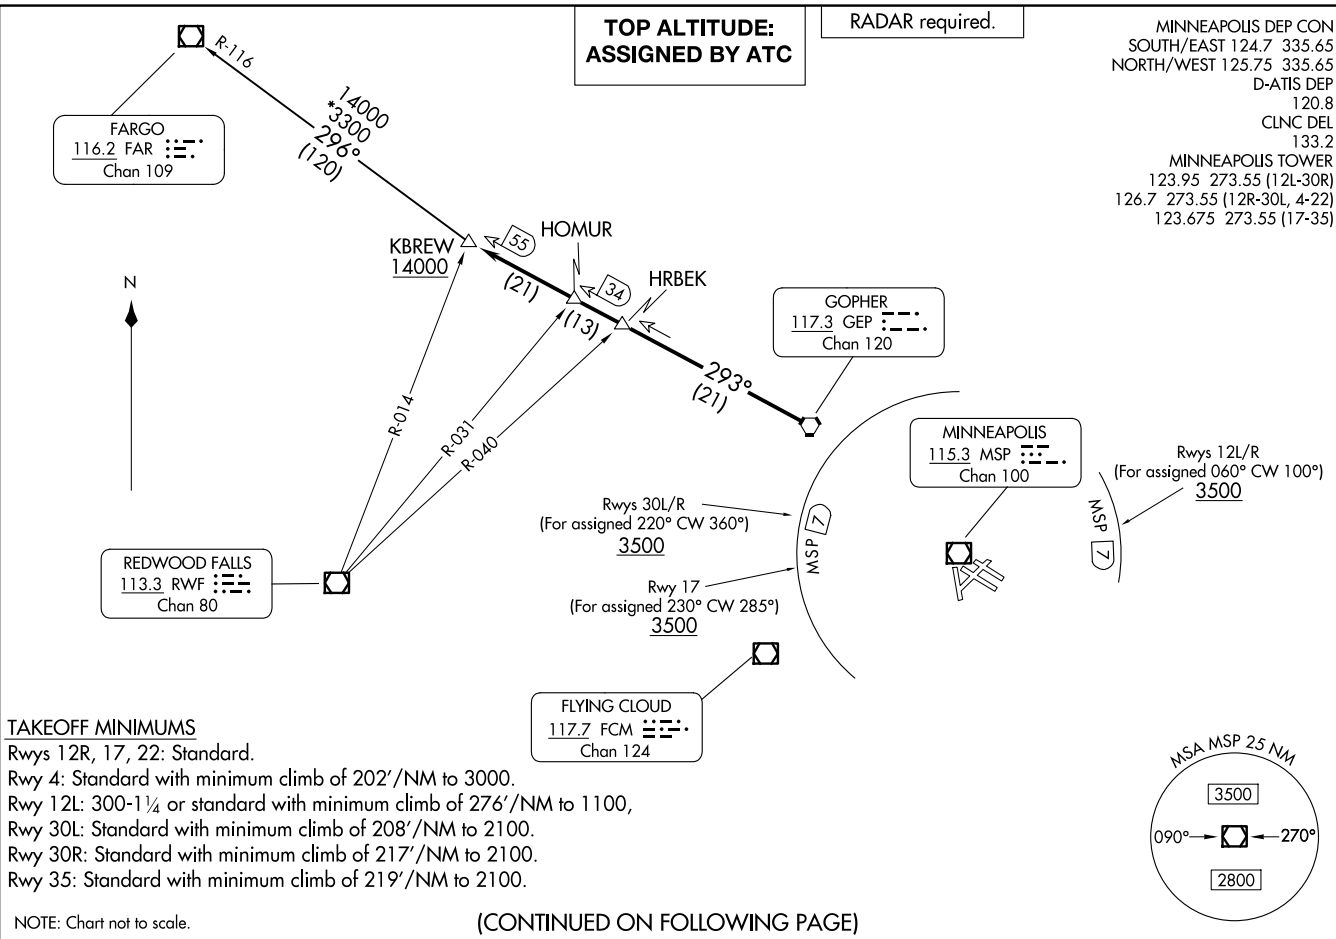 TOP ALTITUDE:
ASSIGNED BY ATC
RADAR required.
MINNEAPOLIS DEP CON
SOUTH/EAST 124.7 335.65
NORTH/WEST 125.75 335.65
D-ATIS DEP
120.8
CLNC DEL
133.2
MINNEAPOLIS TOWER
123.95 273.55 (12L-30R)
126.7 273.55 (12R-30L, 4-22)
123.675 273.55 (17-35)
R-116
FARGO
116.2 FAR
Chan 109
14000
*3300
296°
(120)
KBREW
14000
55
HOMUR
(21)
34
HRBEK
(13)
293°
(21)
GOPHER
117.3 GEP
Chan 120
N
R-014
R-031
R-040
MINNEAPOLIS
115.3 MSP
Chan 100
Rwys 12L/R
(For assigned 060° CW 100°)
3500
MSP 7
Rwys 30L/R
(For assigned 220° CW 360°)
3500
MSP 7
Rwy 17
(For assigned 230° CW 285°)
3500
REDWOOD FALLS
113.3 RWF
Chan 80
FLYING CLOUD
117.7 FCM
Chan 124
TAKEOFF MINIMUMS
Rwys 12R, 17, 22: Standard.
Rwy 4: Standard with minimum climb of 202'/NM to 3000.
Rwy 12L: 300-1¼ or standard with minimum climb of 276'/NM to 1100,
Rwy 30L: Standard with minimum climb of 208'/NM to 2100.
Rwy 30R: Standard with minimum climb of 217'/NM to 2100.
Rwy 35: Standard with minimum climb of 219'/NM to 2100.
MSA MSP 25 NM
3500
090° 270°
2800
NOTE: Chart not to scale.
(CONTINUED ON FOLLOWING PAGE)